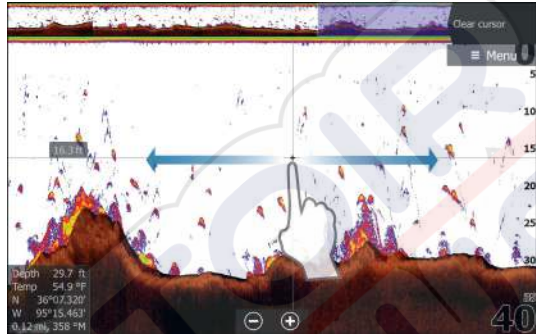 Clear cursor
Menu
0
5
10
15
16.3 ft
20
25
30
Depth 29.7 ft
Temp 54.9 °F
N 36°07.320'
W 95°15.463'
0.12 mi, 358 °M
40